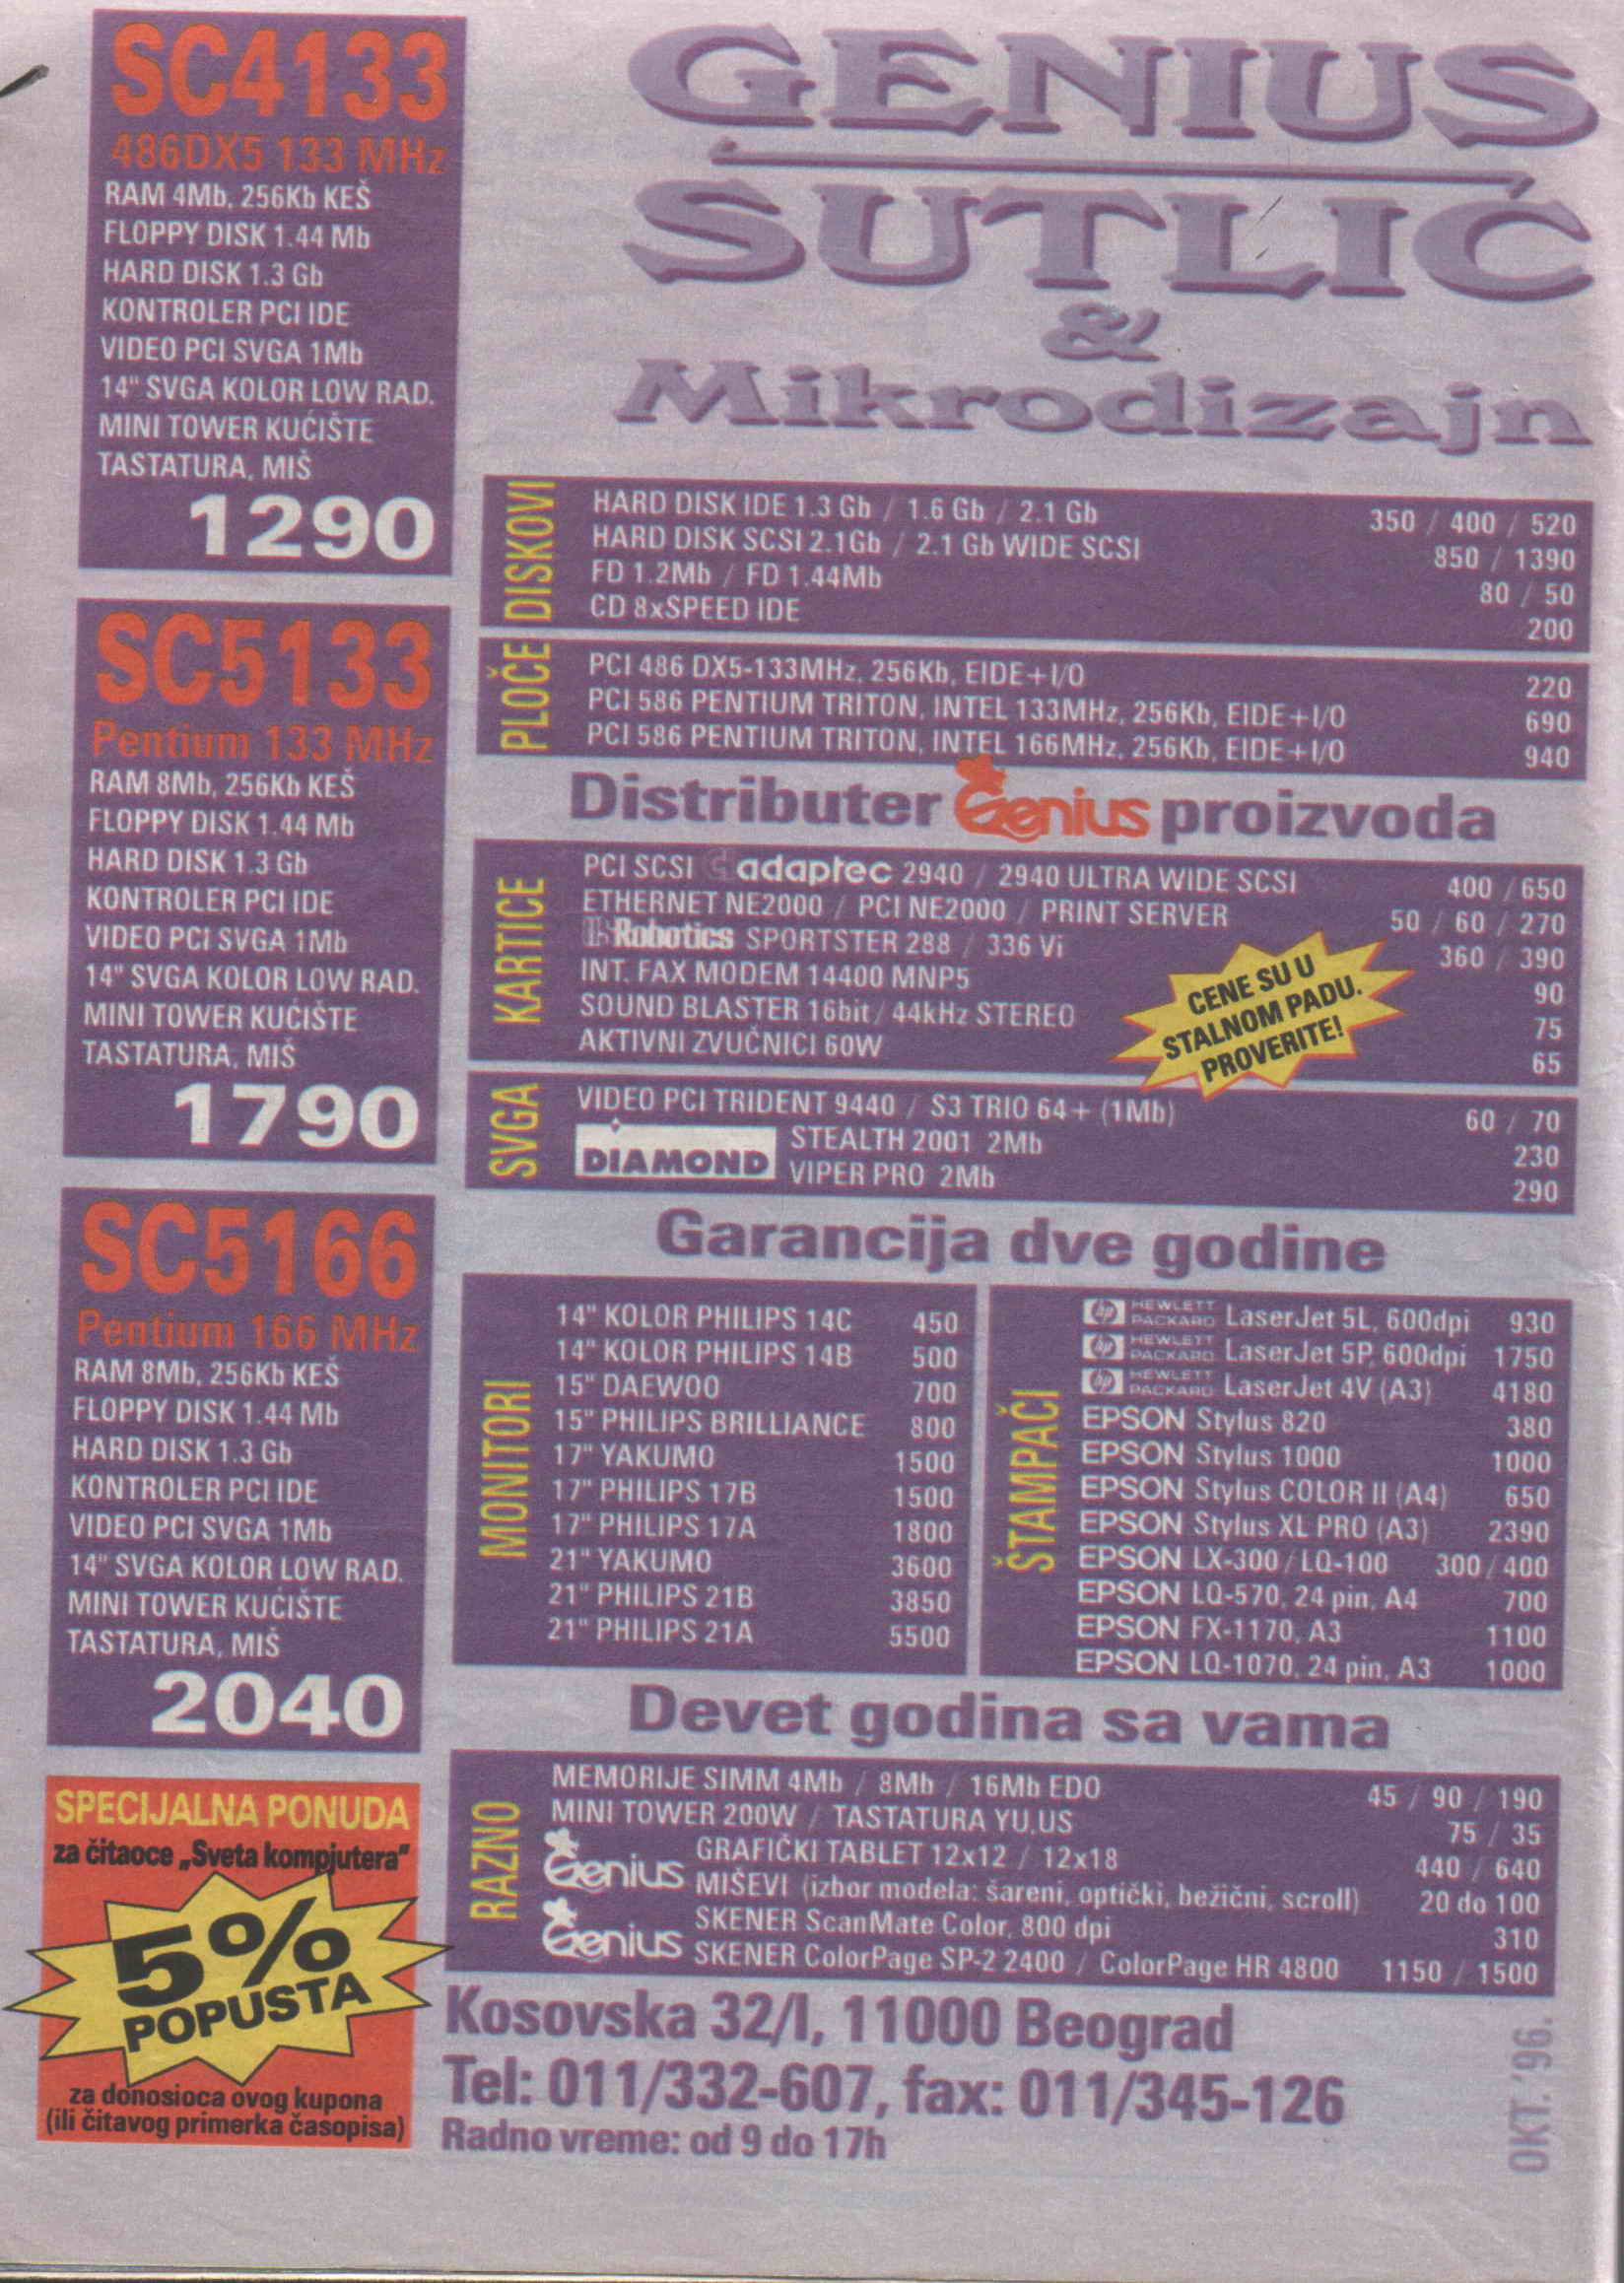 SC4133
486DX5 133 MHz
RAM 4Mb, 256Kb KEŠ
FLOPPY DISK 1.44 Mb
HARD DISK 1.3 Gb
KONTROLER PCI IDE
VIDEO PCI SVGA 1Mb
14" SVGA KOLOR LOW RAD.
MINI TOWER KUĆIŠTE
TASTATURA, MIŠ
1290
SC5133
Pentium 133 MHz
RAM 8Mb, 256Kb KEŠ
FLOPPY DISK 1.44 Mb
HARD DISK 1.3 Gb
KONTROLER PCI IDE
VIDEO PCI SVGA 1Mb
14" SVGA KOLOR LOW RAD.
MINI TOWER KUĆIŠTE
TASTATURA, MIŠ
1790
SC5166
Pentium 166 MHz
RAM 8Mb, 256Kb KEŠ
FLOPPY DISK 1.44 Mb
HARD DISK 1.3 Gb
KONTROLER PCI IDE
VIDEO PCI SVGA 1Mb
14" SVGA KOLOR LOW RAD.
MINI TOWER KUĆIŠTE
TASTATURA, MIŠ
2040
SPECIJALNA PONUDA
za čitaoce „Sveta kompjutera"
5%
POPUSTA
za donosioca ovog kupona
(ili čitavog primerka časopisa)
GENIUS
SUTLIĆ
&
Mikrodizajn
DISKOVI
HARD DISK IDE 1.3 Gb / 1.6 Gb / 2.1 Gb 350 / 400 / 520
HARD DISK SCSI 2.1Gb / 2.1 Gb WIDE SCSI 850 / 1390
FD 1.2Mb / FD 1.44Mb 80 / 50
CD 8xSPEED IDE 200
PLOČE
PCI 486 DX5-133MHz, 256Kb, EIDE+I/O 220
PCI 586 PENTIUM TRITON, INTEL 133MHz, 256Kb, EIDE+I/O 690
PCI 586 PENTIUM TRITON, INTEL 166MHz, 256Kb, EIDE+I/O 940
Distributer Genius proizvoda
KARTICE
PCI SCSI adaptec 2940 / 2940 ULTRA WIDE SCSI 400 / 650
ETHERNET NE2000 / PCI NE2000 / PRINT SERVER 50 / 60 / 270
US Robotics SPORTSTER 288 / 336 Vi 360 / 390
INT. FAX MODEM 14400 MNP5 90
SOUND BLASTER 16bit / 44kHz STEREO 75
AKTIVNI ZVUČNICI 60W 65
CENE SU U
STALNOM PADU.
PROVERITE!
SVGA
VIDEO PCI TRIDENT 9440 / S3 TRIO 64+ (1Mb) 60 / 70
DIAMOND STEALTH 2001 2Mb 230
VIPER PRO 2Mb 290
Garancija dve godine
MONITORI
14" KOLOR PHILIPS 14C 450
14" KOLOR PHILIPS 14B 500
15" DAEWOO 700
15" PHILIPS BRILLIANCE 800
17" YAKUMO 1500
17" PHILIPS 17B 1500
17" PHILIPS 17A 1800
21" YAKUMO 3600
21" PHILIPS 21B 3850
21" PHILIPS 21A 5500
ŠTAMPAČI
hp HEWLETT PACKARD LaserJet 5L, 600dpi 930
hp HEWLETT PACKARD LaserJet 5P, 600dpi 1750
hp HEWLETT PACKARD LaserJet 4V (A3) 4180
EPSON Stylus 820 380
EPSON Stylus 1000 1000
EPSON Stylus COLOR II (A4) 650
EPSON Stylus XL PRO (A3) 2390
EPSON LX-300 / LQ-100 300 / 400
EPSON LQ-570, 24 pin, A4 700
EPSON FX-1170, A3 1100
EPSON LQ-1070, 24 pin, A3 1000
Devet godina sa vama
RAZNO
MEMORIJE SIMM 4Mb / 8Mb / 16Mb EDO 45 / 90 / 190
MINI TOWER 200W / TASTATURA YU,US 75 / 35
Genius GRAFIČKI TABLET 12x12 / 12x18 440 / 640
MIŠEVI (izbor modela: šareni, optički, bežični, scroll) 20 do 100
Genius SKENER ScanMate Color, 800 dpi 310
SKENER ColorPage SP-2 2400 / ColorPage HR 4800 1150 / 1500
Kosovska 32/I, 11000 Beograd
Tel: 011/332-607, fax: 011/345-126
Radno vreme: od 9 do 17h
OKT. '96.